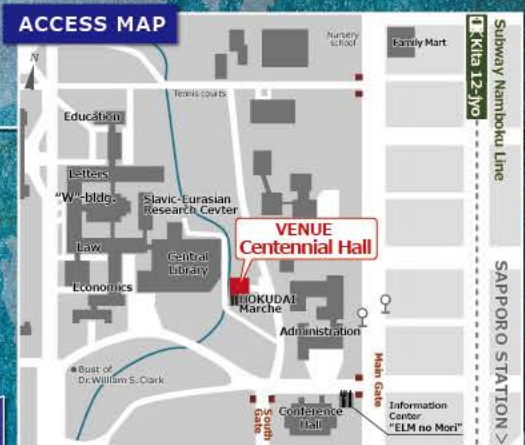 ACCESS MAP
N
Nursery
school
Family Mart
Kita 12-jyo
Subway Namboku Line
Tennis courts
Education
Letters
"W"-bldg.
Slavic-Eurasian
Research Cevter
VENUE
Centennial Hall
Law
Central
Library
Economics
HOKUDAI
Marche
Administration
SAPPORO STATION >
Bust of
Dr.William S. Clark
Main Gate
South
Gate
Conference
Hall
Information
Center
"ELM no Mori"